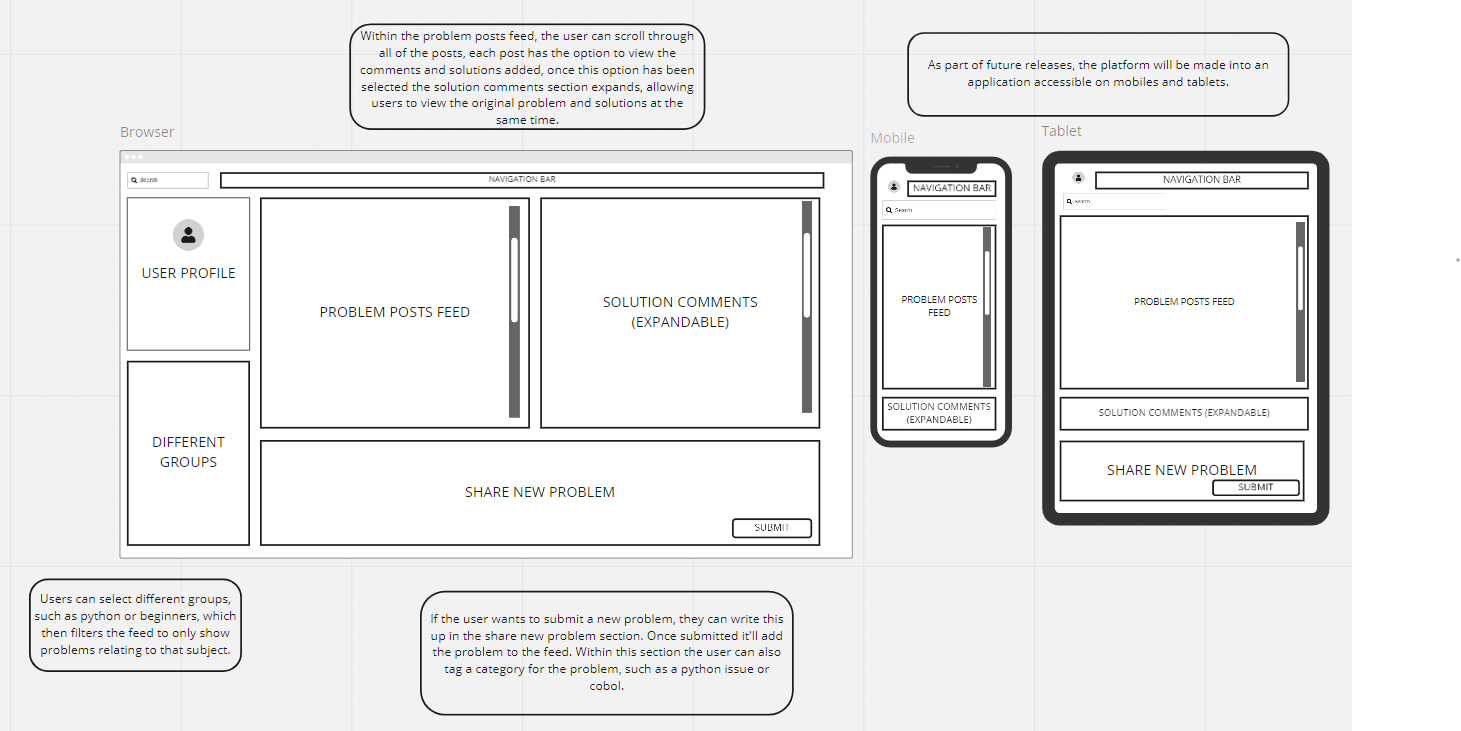 Within the problem posts feed, the user can scroll through
all of the posts, each post has the option to view the
comments and solutions added, once this option has been
selected the solution comments section expands, allowing
users to view the original problem and solutions at the
same time.
As part of future releases, the platform will be made into an
application accessible on mobiles and tablets.
Browser
Search
NAVIGATION BAR
USER PROFILE
PROBLEM POSTS FEED
SOLUTION COMMENTS
(EXPANDABLE)
DIFFERENT
GROUPS
SHARE NEW PROBLEM
SUBMIT
Mobile
NAVIGATION BAR
Search
PROBLEM POSTS
FEED
SOLUTION COMMENTS
(EXPANDABLE)
Tablet
NAVIGATION BAR
Search
PROBLEM POSTS FEED
SOLUTION COMMENTS (EXPANDABLE)
SHARE NEW PROBLEM
SUBMIT
Users can select different groups,
such as python or beginners, which
then filters the feed to only show
problems relating to that subject.
If the user wants to submit a new problem, they can write this
up in the share new problem section. Once submitted it'll add
the problem to the feed. Within this section the user can also
tag a category for the problem, such as a python issue or
cobol.